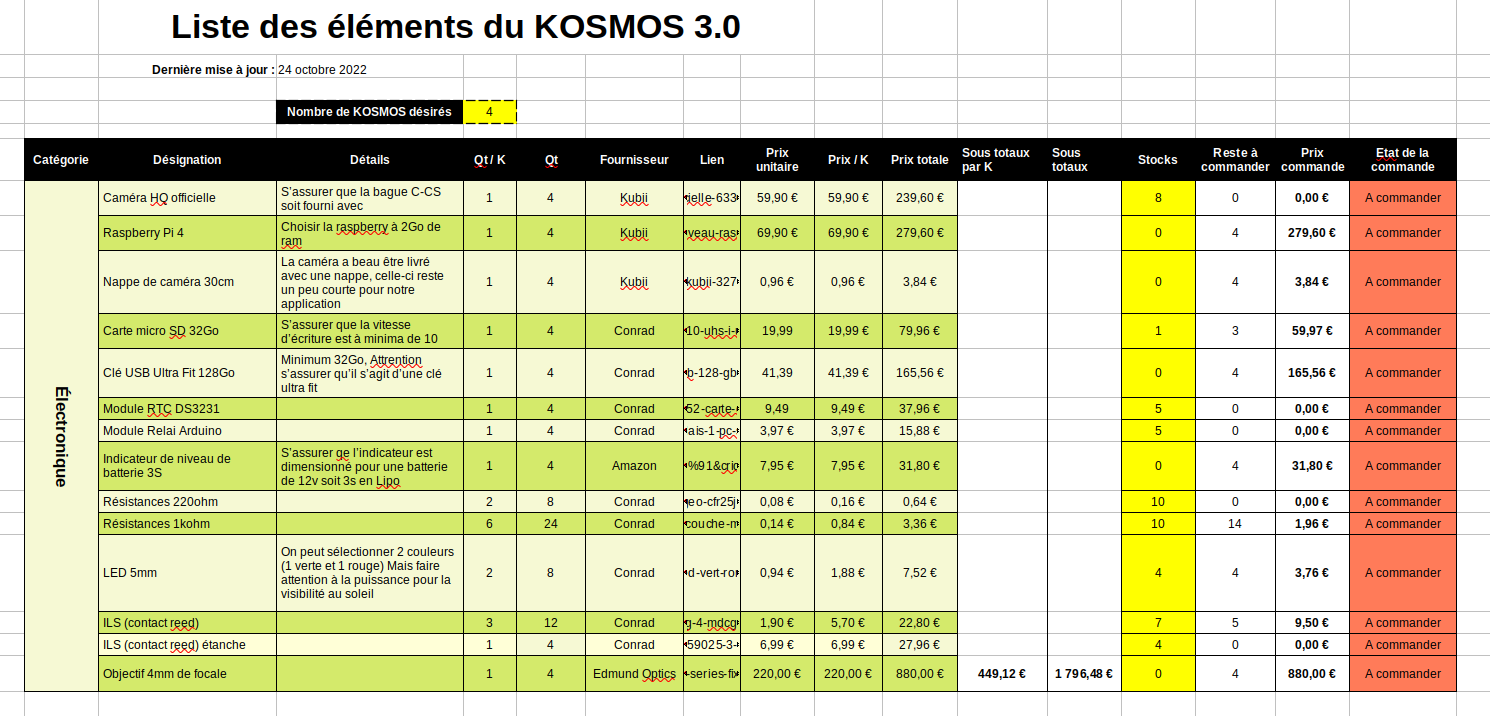 Liste des éléments du KOSMOS 3.0
Dernière mise à jour : 24 octobre 2022
Nombre de KOSMOS désirés 4
Catégorie Désignation Détails Qt / K Qt Fournisseur Lien Prix unitaire Prix / K Prix totale Sous totaux par K Sous totaux Stocks Reste à commander Prix commande Etat de la commande
Électronique
Caméra HQ officielle S'assurer que la bague C-CS soit fourni avec 1 4 Kubii ielle-633 59,90 € 59,90 € 239,60 € 8 0 0,00 € A commander
Raspberry Pi 4 Choisir la raspberry à 2Go de ram 1 4 Kubii veau-ras 69,90 € 69,90 € 279,60 € 0 4 279,60 € A commander
Nappe de caméra 30cm La caméra a beau être livré avec une nappe, celle-ci reste un peu courte pour notre application 1 4 Kubii kubii-327 0,96 € 0,96 € 3,84 € 0 4 3,84 € A commander
Carte micro SD 32Go S'assurer que la vitesse d'écriture est à minima de 10 1 4 Conrad 10-uhs-i- 19,99 19,99 € 79,96 € 1 3 59,97 € A commander
Clé USB Ultra Fit 128Go Minimum 32Go, Attention s'assurer qu'il s'agit d'une clé ultra fit 1 4 Conrad b-128-gb 41,39 41,39 € 165,56 € 0 4 165,56 € A commander
Module RTC DS3231 1 4 Conrad 52-carte- 9,49 9,49 € 37,96 € 5 0 0,00 € A commander
Module Relai Arduino 1 4 Conrad ais-1-pc- 3,97 € 3,97 € 15,88 € 5 0 0,00 € A commander
Indicateur de niveau de batterie 3S S'assurer qe l'indicateur est dimensionné pour une batterie de 12v soit 3s en Lipo 1 4 Amazon %91&crid 7,95 € 7,95 € 31,80 € 0 4 31,80 € A commander
Résistances 220ohm 2 8 Conrad eo-cfr25j 0,08 € 0,16 € 0,64 € 10 0 0,00 € A commander
Résistances 1kohm 6 24 Conrad couche-m 0,14 € 0,84 € 3,36 € 10 14 1,96 € A commander
LED 5mm On peut sélectionner 2 couleurs (1 verte et 1 rouge) Mais faire attention à la puissance pour la visibilité au soleil 2 8 Conrad d-vert-ro 0,94 € 1,88 € 7,52 € 4 4 3,76 € A commander
ILS (contact reed) 3 12 Conrad g-4-mdcg 1,90 € 5,70 € 22,80 € 7 5 9,50 € A commander
ILS (contact reed) étanche 1 4 Conrad 59025-3- 6,99 € 6,99 € 27,96 € 4 0 0,00 € A commander
Objectif 4mm de focale 1 4 Edmund Optics -series-fi 220,00 € 220,00 € 880,00 € 449,12 € 1 796,48 € 0 4 880,00 € A commander